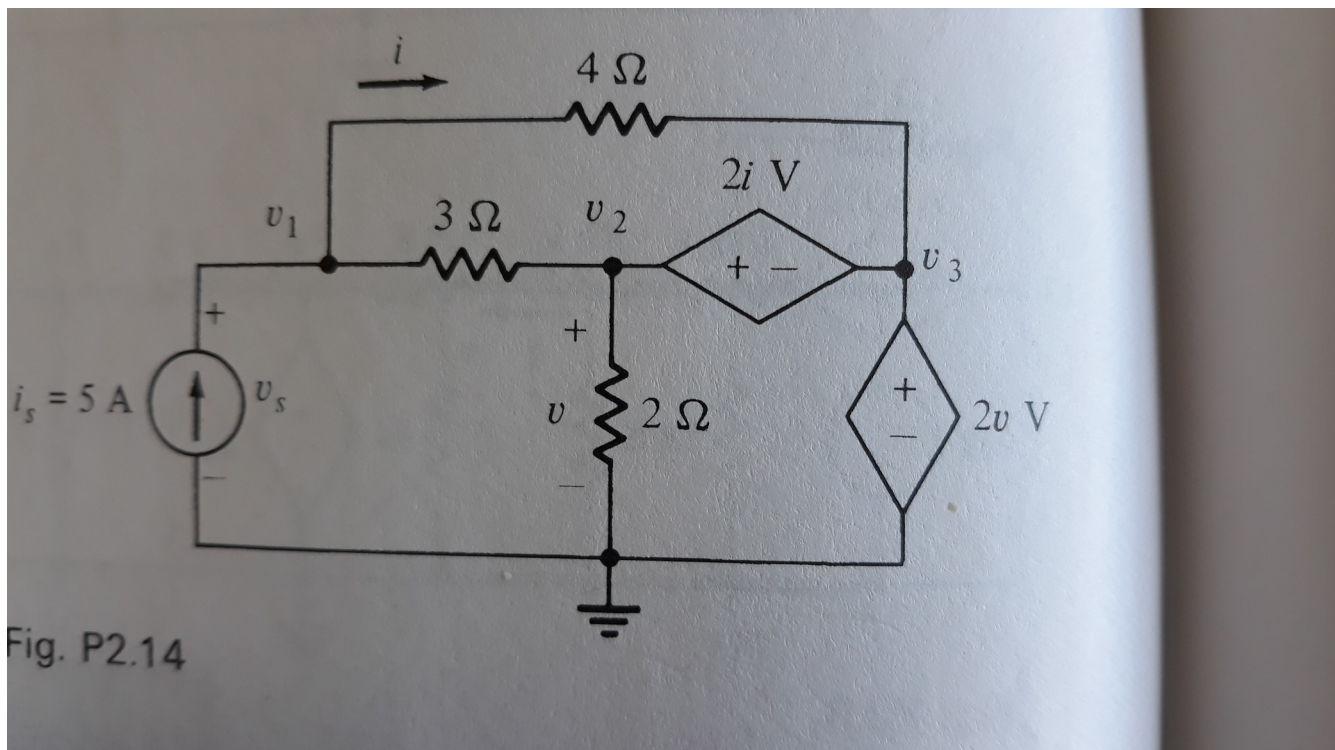 i
4 Ω
2i V
v₁
3 Ω
v₂
+ −
v₃
+
+
+
iₛ = 5 A
vₛ
v
2 Ω
−
2v V
−
−
Fig. P2.14